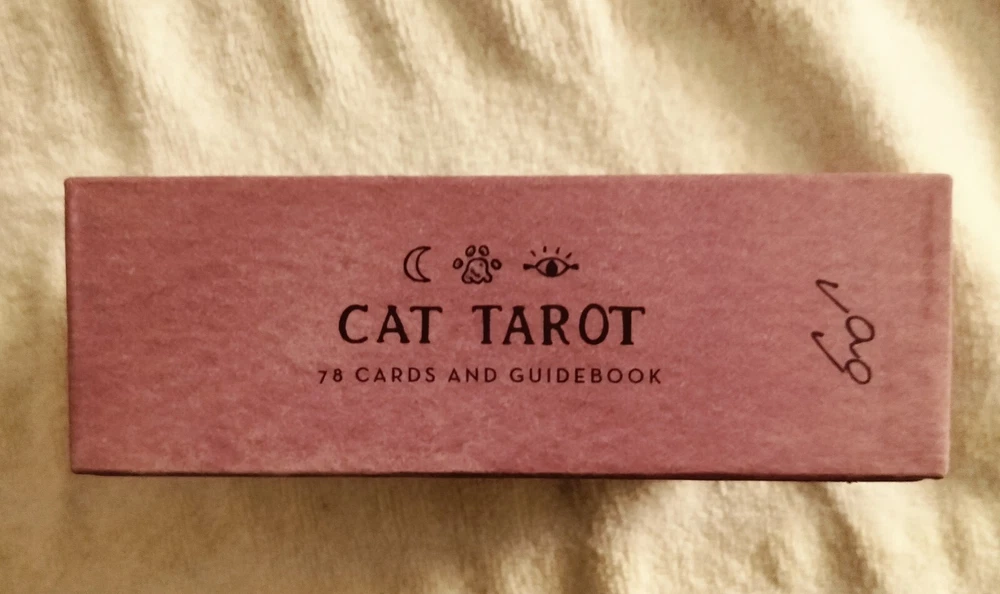 CAT TAROT
78 CARDS AND GUIDEBOOK